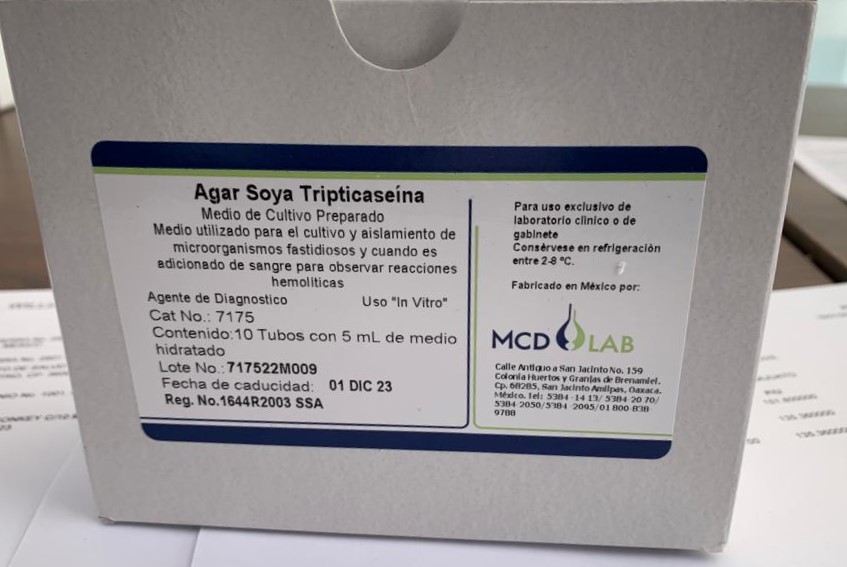 Agar Soya Tripticaseína
Medio de Cultivo Preparado
Medio utilizado para el cultivo y aislamiento de
microorganismos fastidiosos y cuando es
adicionado de sangre para observar reacciones
hemolíticas
Agente de Diagnostico Uso "In Vitro"
Cat No.: 7175
Contenido:10 Tubos con 5 mL de medio
hidratado
Lote No.: 717522M009
Fecha de caducidad: 01 DIC 23
Reg. No.1644R2003 SSA
Para uso exclusivo de
laboratorio clínico o de
gabinete
Consérvese en refrigeración
entre 2-8 ºC.
Fabricado en México por:
MCD LAB
Calle Antiguo a San Jacinto No. 159
Colonia Huertos y Granjas de Brenamiel.
Cp. 68285, San Jacinto Amilpas, Oaxaca.
México. Tel: 5384-14 13/ 5384-20 70/
5384-2050/5384-2095/01 800-838
9788